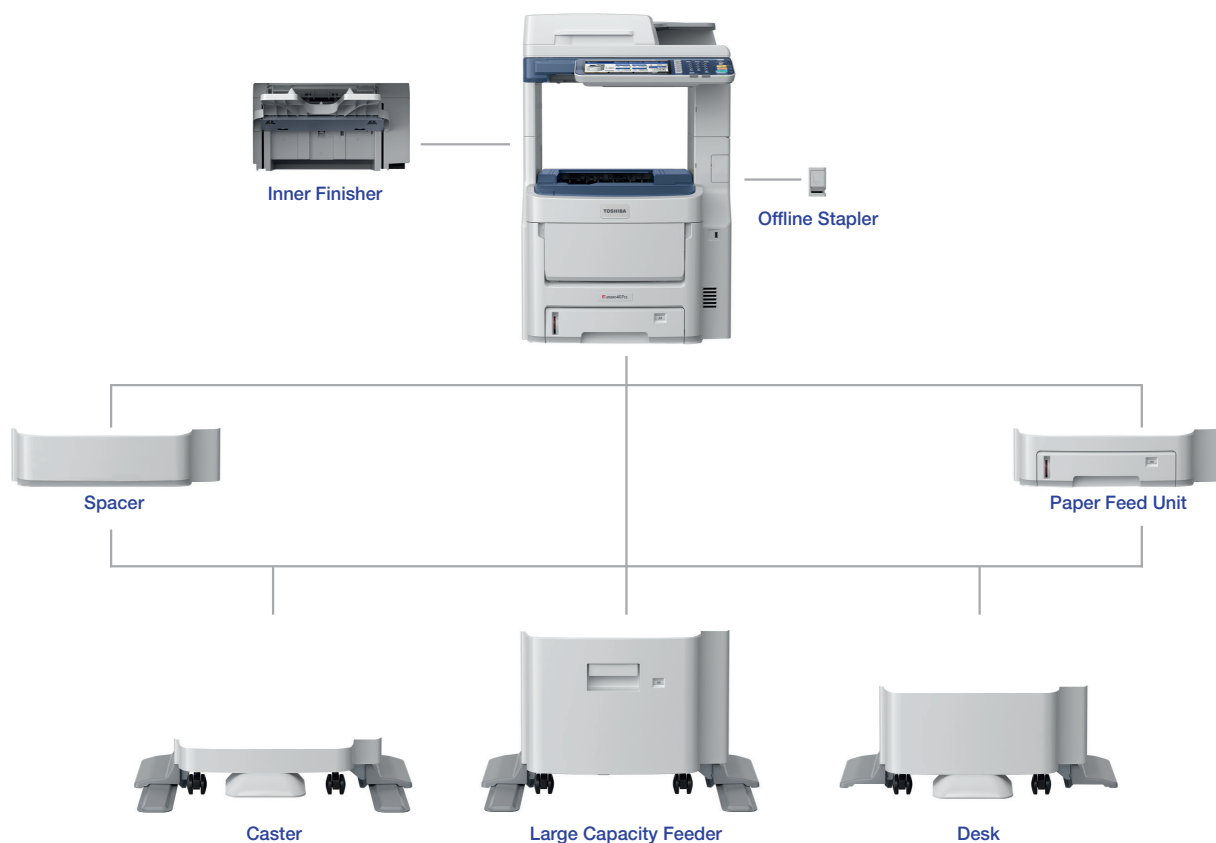 Inner Finisher
Offline Stapler
TOSHIBA
Spacer
Paper Feed Unit
Caster
Large Capacity Feeder
Desk